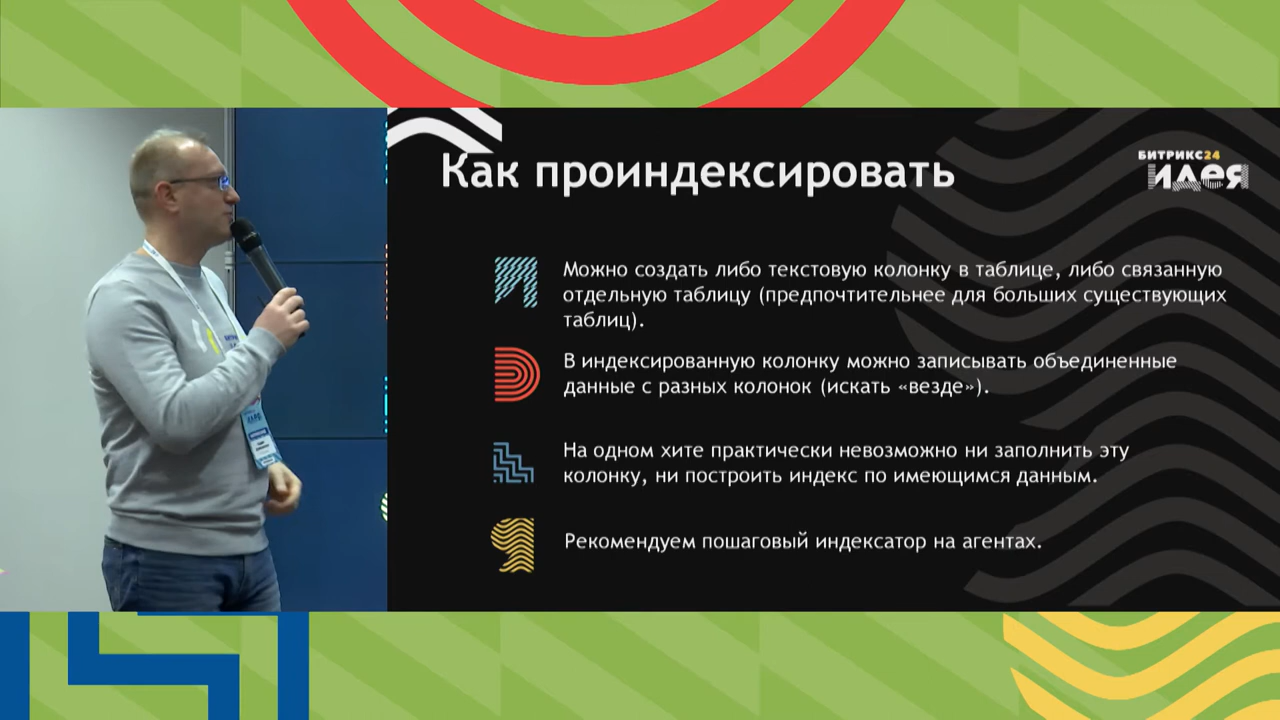 Как проиндексировать
БИТРИКС24
идея
Можно создать либо текстовую колонку в таблице, либо связанную
отдельную таблицу (предпочтительнее для больших существующих
таблиц).
В индексированную колонку можно записывать объединенные
данные с разных колонок (искать «везде»).
На одном хите практически невозможно ни заполнить эту
колонку, ни построить индекс по имеющимся данным.
Рекомендуем пошаговый индексатор на агентах.